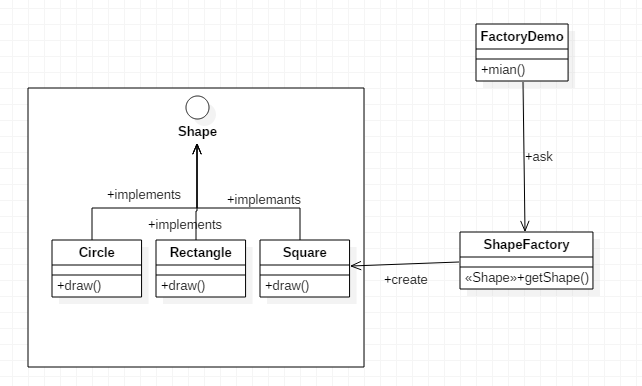 FactoryDemo
+mian()
Shape
+ask
+implements
+implemants
+implements
Circle
Rectangle
Square
ShapeFactory
+draw()
+draw()
+draw()
+create
«Shape»+getShape()